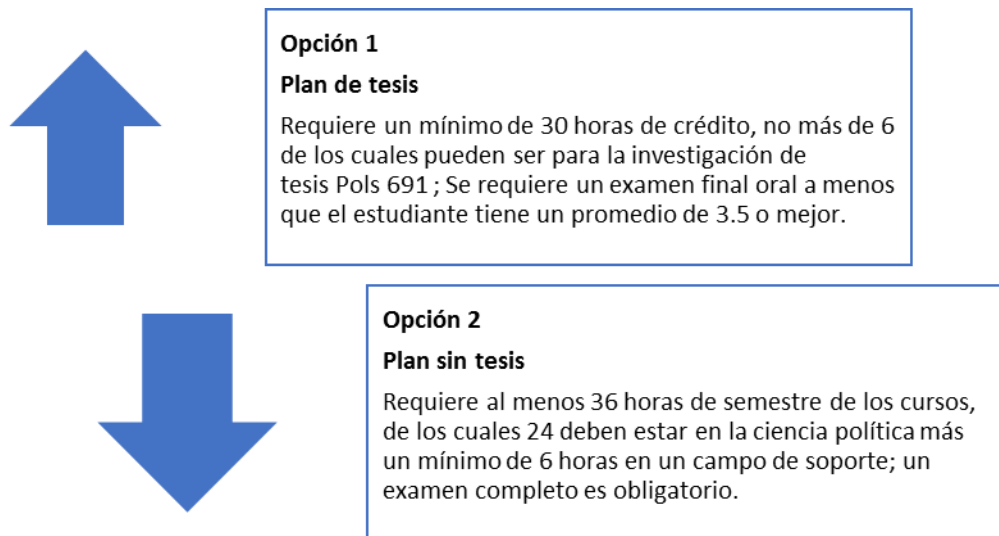 Opción 1
Plan de tesis
Requiere un mínimo de 30 horas de crédito, no más de 6
de los cuales pueden ser para la investigación de
tesis Pols 691 ; Se requiere un examen final oral a menos
que el estudiante tiene un promedio de 3.5 o mejor.
Opción 2
Plan sin tesis
Requiere al menos 36 horas de semestre de los cursos,
de los cuales 24 deben estar en la ciencia política más
un mínimo de 6 horas en un campo de soporte; un
examen completo es obligatorio.